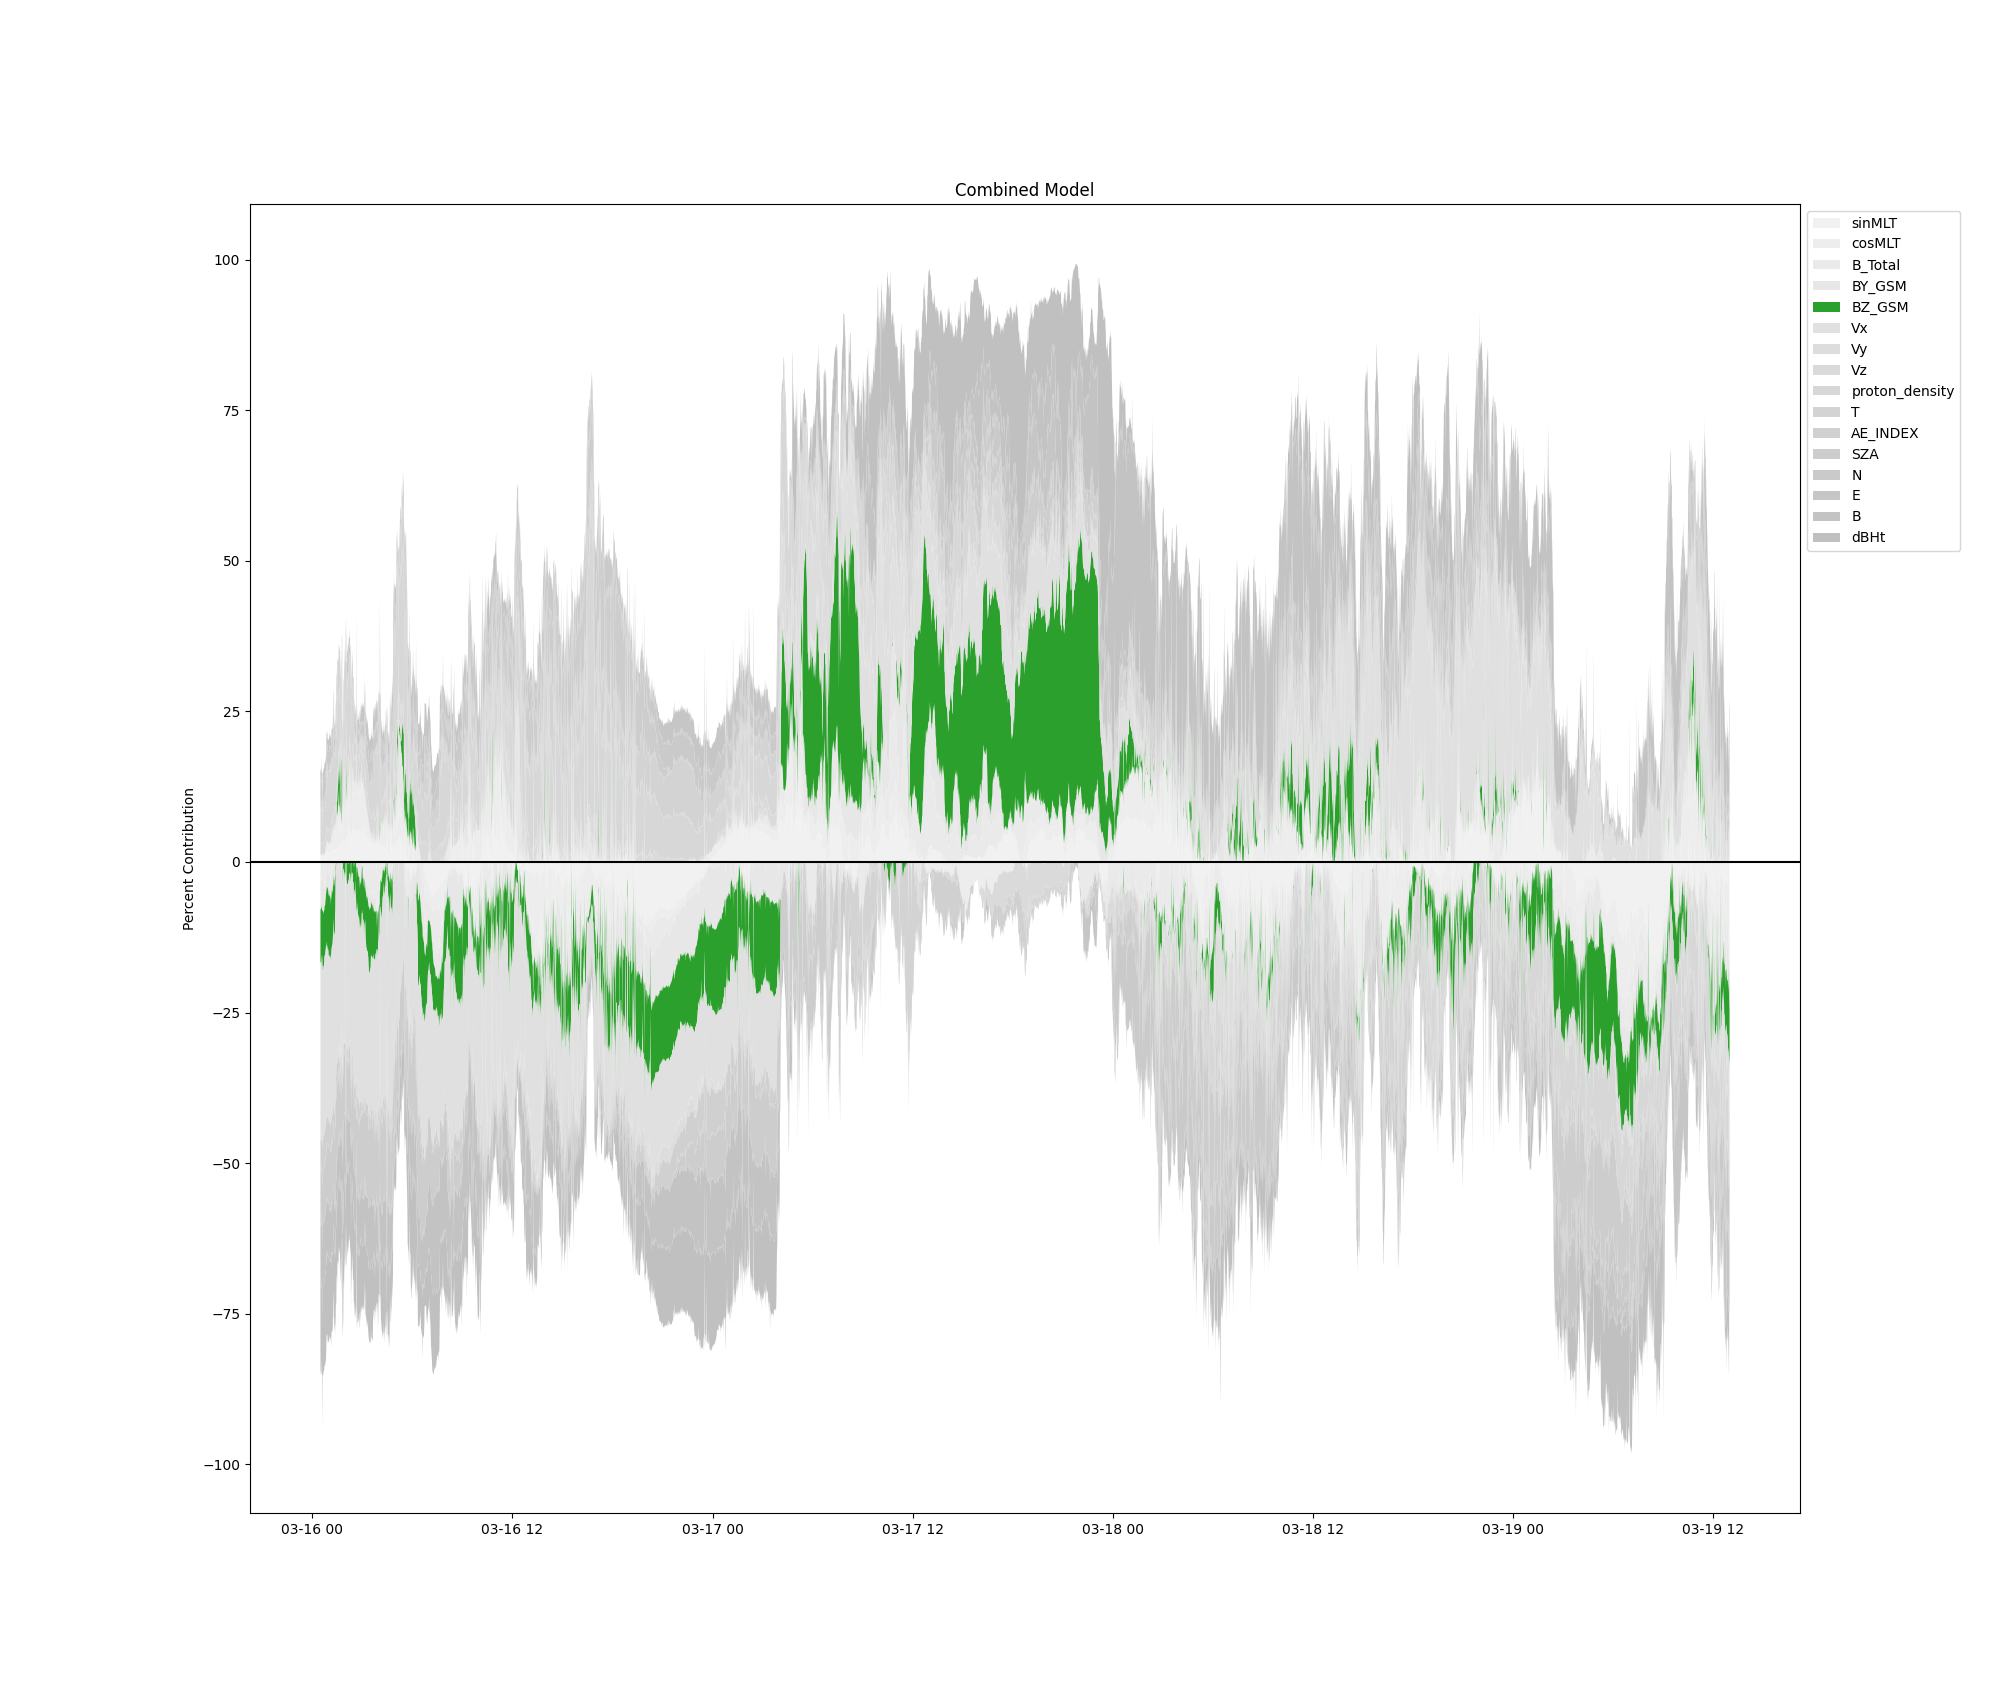 Combined Model
Percent Contribution
100
75
50
25
0
−25
−50
−75
−100
03-16 00
03-16 12
03-17 00
03-17 12
03-18 00
03-18 12
03-19 00
03-19 12
sinMLT
cosMLT
B_Total
BY_GSM
BZ_GSM
Vx
Vy
Vz
proton_density
T
AE_INDEX
SZA
N
E
B
dBHt